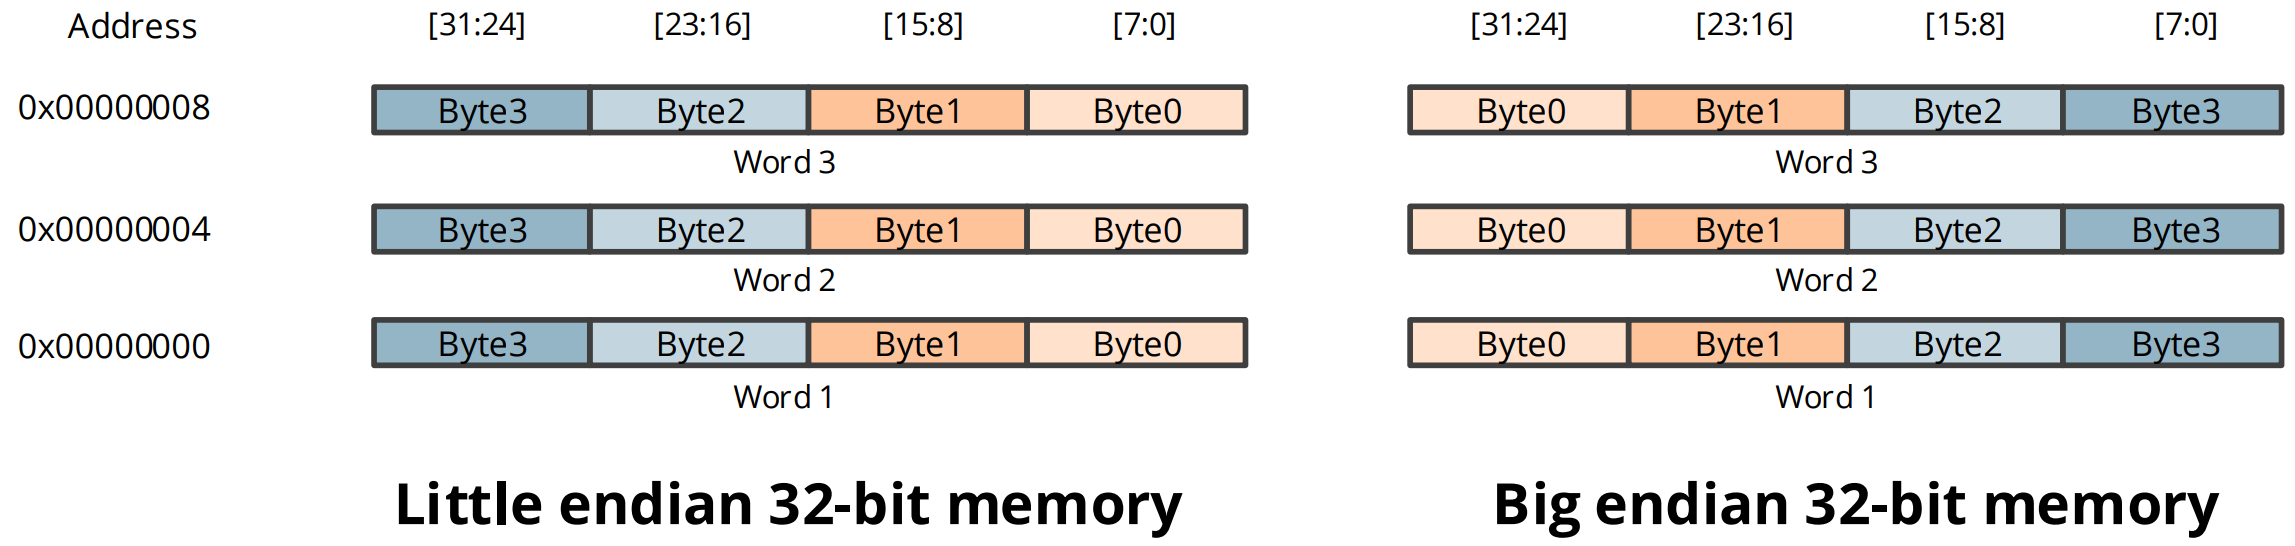 Address [31:24] [23:16] [15:8] [7:0] [31:24] [23:16] [15:8] [7:0]
0x00000008 Byte3 Byte2 Byte1 Byte0 Byte0 Byte1 Byte2 Byte3
Word 3 Word 3
0x00000004 Byte3 Byte2 Byte1 Byte0 Byte0 Byte1 Byte2 Byte3
Word 2 Word 2
0x00000000 Byte3 Byte2 Byte1 Byte0 Byte0 Byte1 Byte2 Byte3
Word 1 Word 1
Little endian 32-bit memory Big endian 32-bit memory